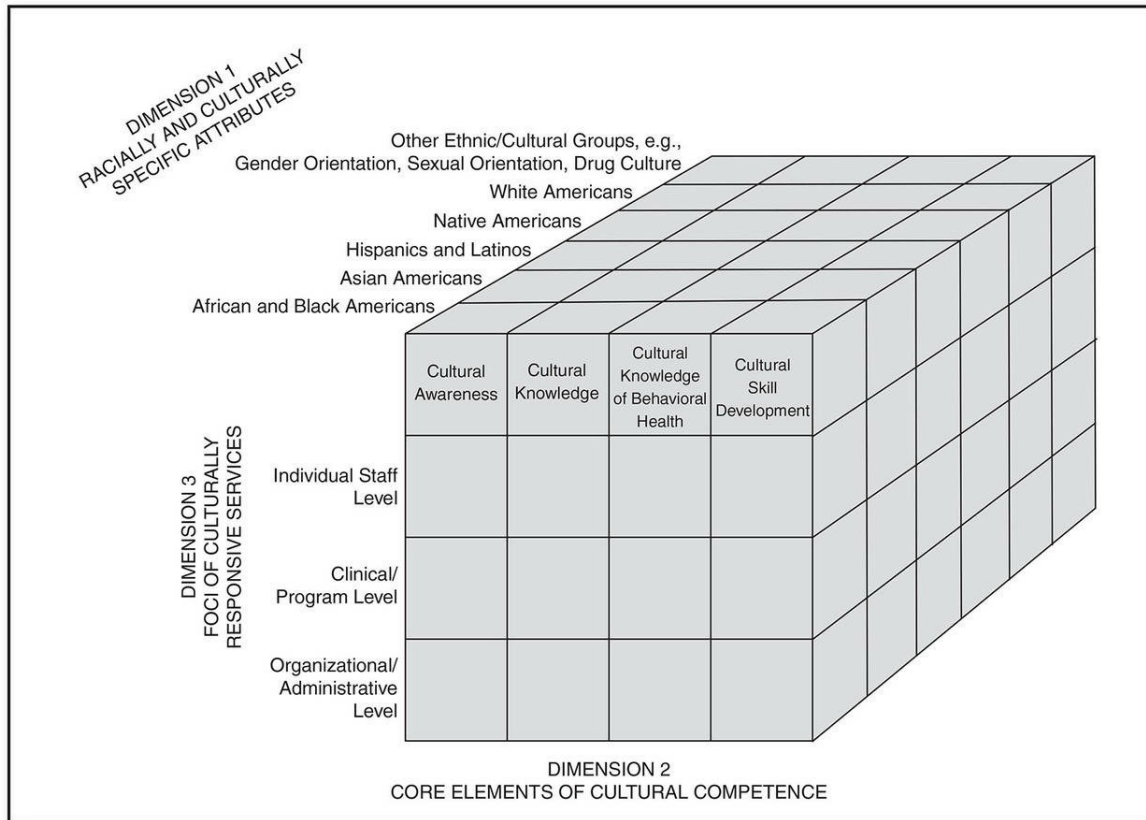 DIMENSION 1
RACIALLY AND CULTURALLY
SPECIFIC ATTRIBUTES
Other Ethnic/Cultural Groups, e.g.,
Gender Orientation, Sexual Orientation, Drug Culture
White Americans
Native Americans
Hispanics and Latinos
Asian Americans
African and Black Americans
Cultural
Awareness
Cultural
Knowledge
Cultural
Knowledge
of Behavioral
Health
Cultural
Skill
Development
DIMENSION 3
FOCI OF CULTURALLY
RESPONSIVE SERVICES
Individual Staff
Level
Clinical/
Program Level
Organizational/
Administrative
Level
DIMENSION 2
CORE ELEMENTS OF CULTURAL COMPETENCE